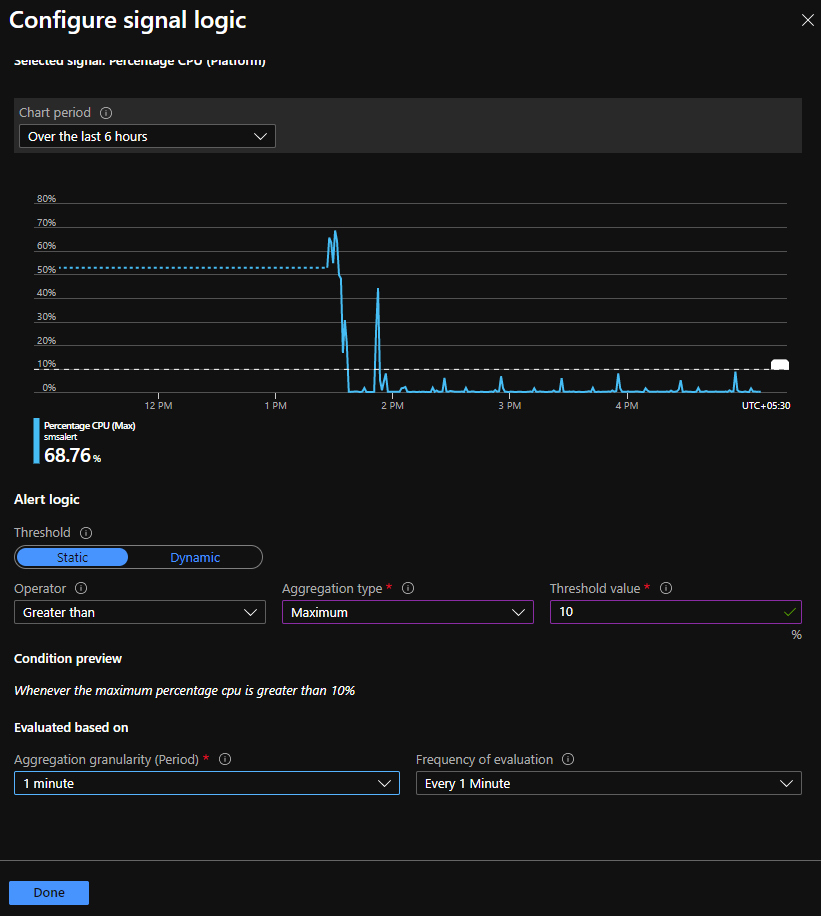 Configure signal logic
Selected signal: Percentage CPU (Platform)
Chart period
Over the last 6 hours
80%
70%
60%
50%
40%
30%
20%
10%
0%
12 PM 1 PM 2 PM 3 PM 4 PM UTC+05:30
Percentage CPU (Max)
smsalert
68.76 %
Alert logic
Threshold
Static Dynamic
Operator Aggregation type * Threshold value *
Greater than Maximum 10
%
Condition preview
Whenever the maximum percentage cpu is greater than 10%
Evaluated based on
Aggregation granularity (Period) * Frequency of evaluation
1 minute Every 1 Minute
Done